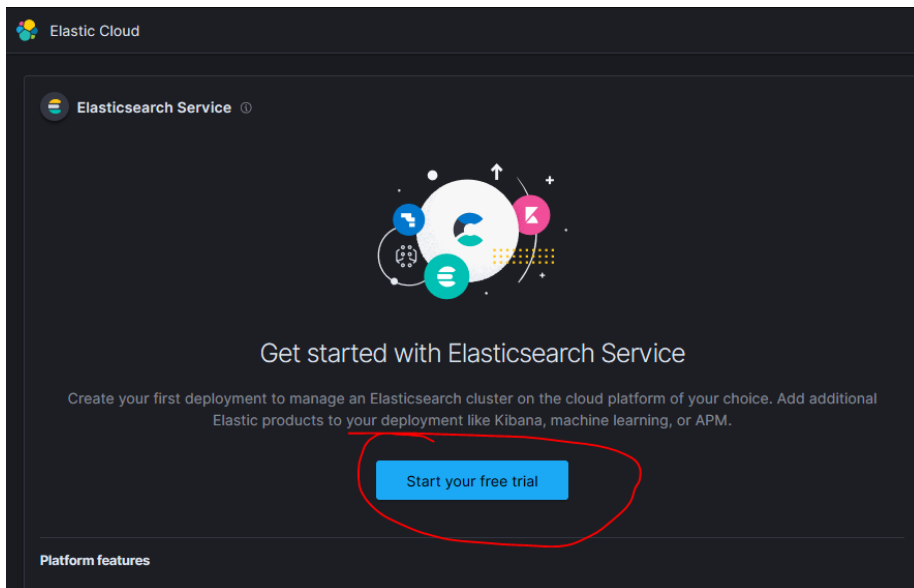 Elastic Cloud
Elasticsearch Service
Get started with Elasticsearch Service
Create your first deployment to manage an Elasticsearch cluster on the cloud platform of your choice. Add additional
Elastic products to your deployment like Kibana, machine learning, or APM.
Start your free trial
Platform features